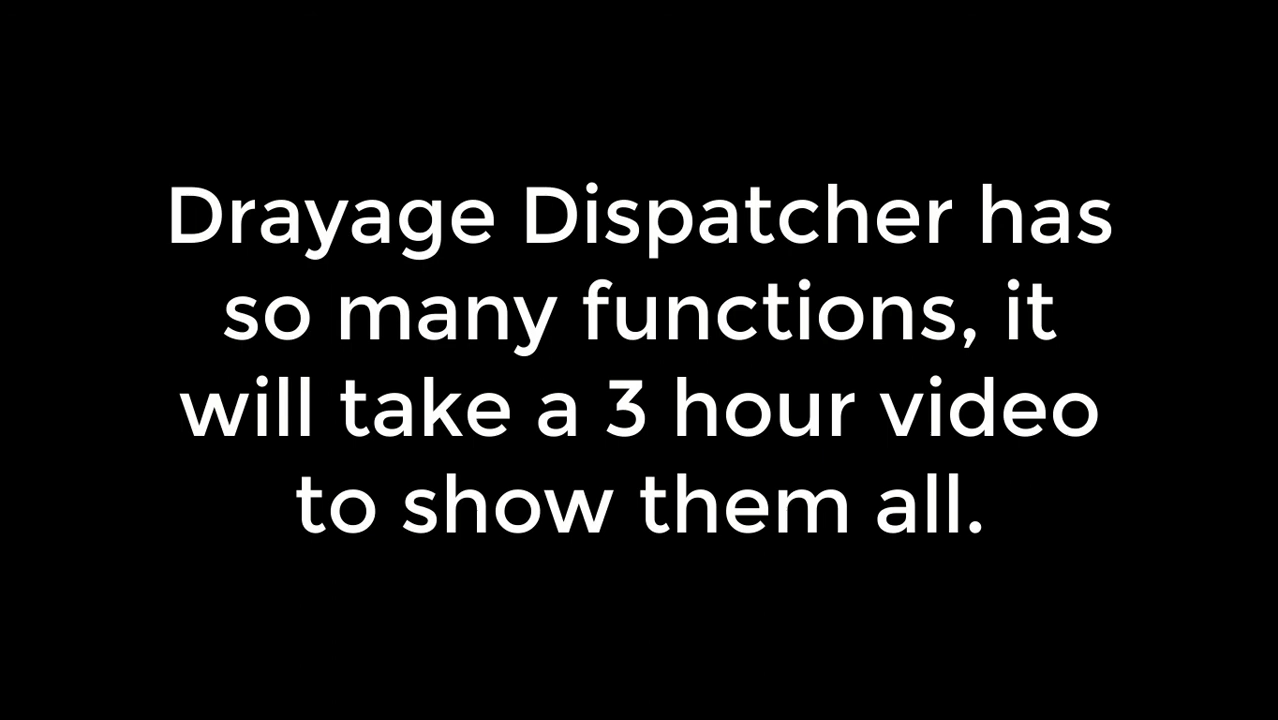 Drayage Dispatcher has
so many functions, it
will take a 3 hour video
to show them all.